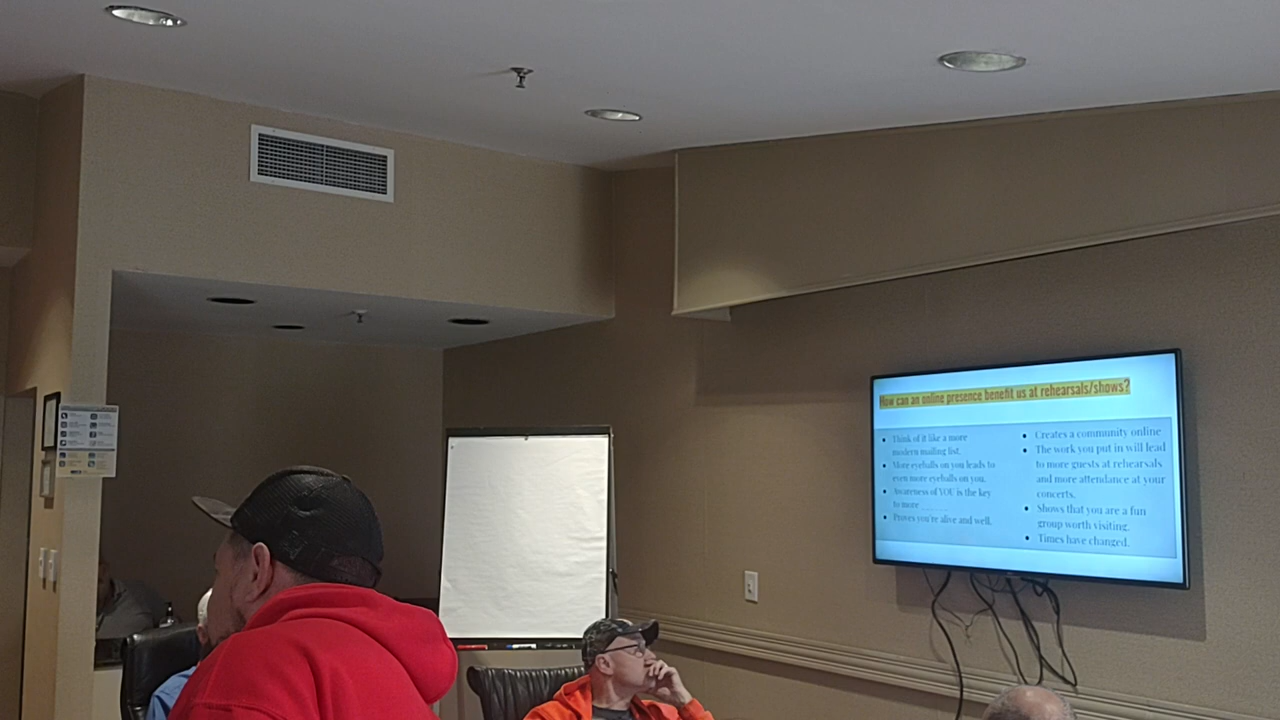 How can an online presence benefit us at rehearsals/shows?
Think of it like a more
modern mailing list.
More eyeballs on you leads to
even more eyeballs on you.
Awareness of YOU is the key
to more ________
Proves you're alive and well.
Creates a community online
The work you put in will lead
to more guests at rehearsals
and more attendance at your
concerts.
Shows that you are a fun
group worth visiting.
Times have changed.